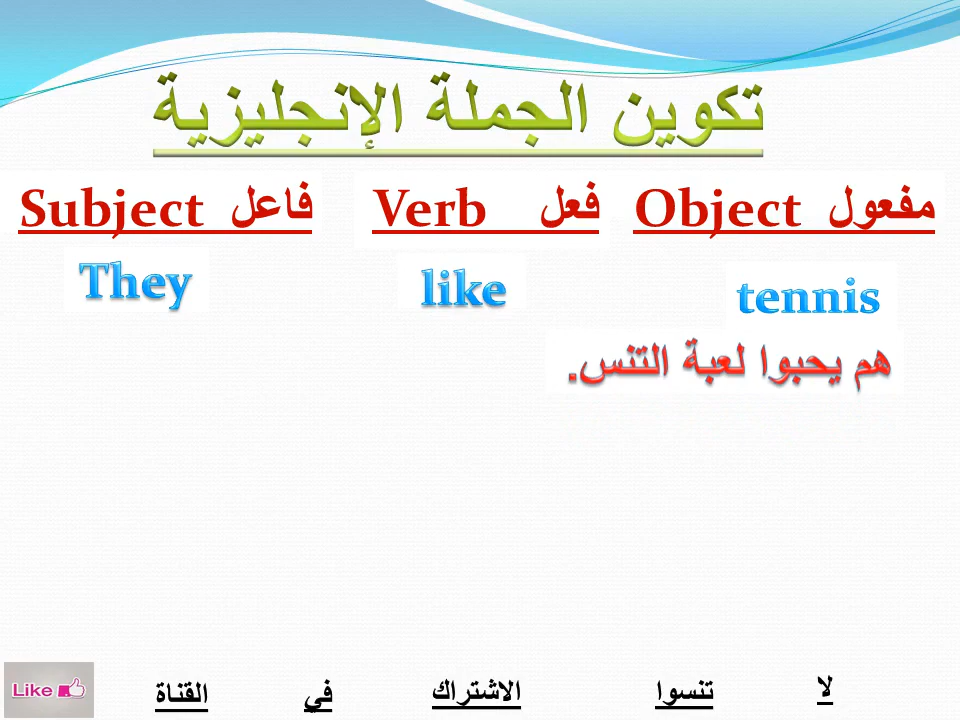 تكوين الجملة الإنجليزية
Subject فاعل Verb فعل Object مفعول
They like tennis
هم يحبوا لعبة التنس.
لا تنسوا الاشتراك في القناة
Like